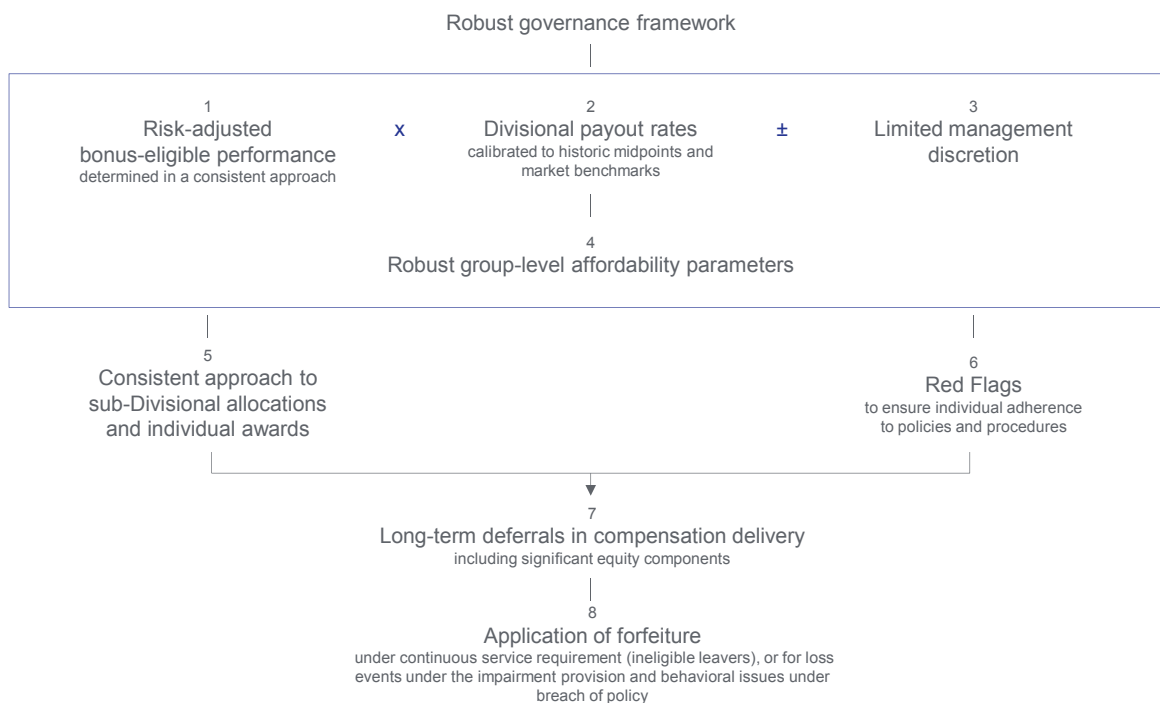 Robust governance framework
1
Risk-adjusted
bonus-eligible performance
determined in a consistent approach
x
2
Divisional payout rates
calibrated to historic midpoints and
market benchmarks
±
3
Limited management
discretion
4
Robust group-level affordability parameters
5
Consistent approach to
sub-Divisional allocations
and individual awards
6
Red Flags
to ensure individual adherence
to policies and procedures
7
Long-term deferrals in compensation delivery
including significant equity components
8
Application of forfeiture
under continuous service requirement (ineligible leavers), or for loss
events under the impairment provision and behavioral issues under
breach of policy